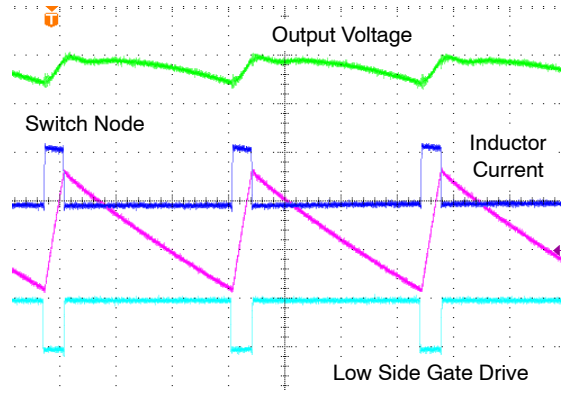 T
Output Voltage
Switch Node
Inductor
Current
Low Side Gate Drive